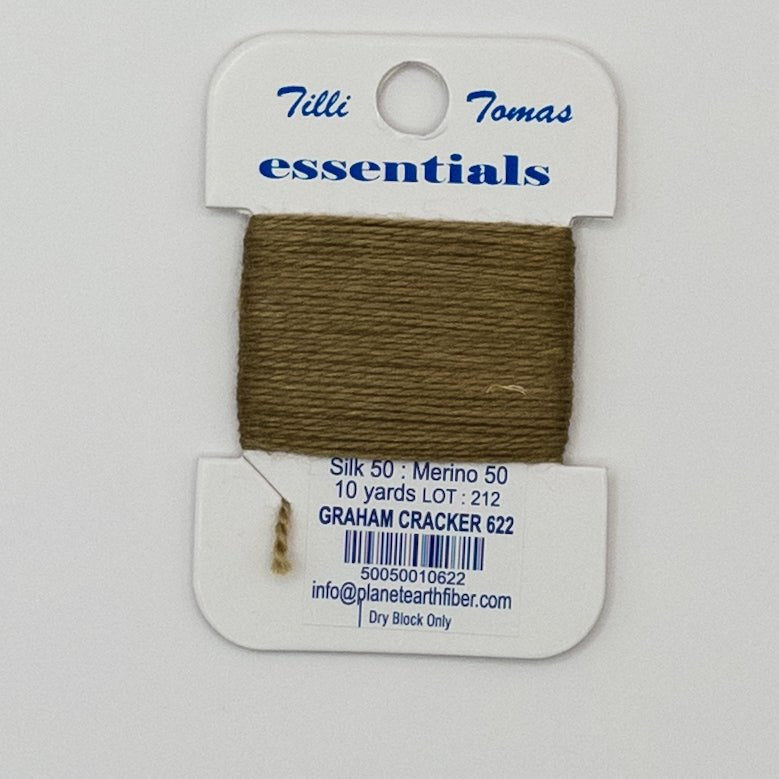 Tilli Tomas
essentials
Silk 50 : Merino 50
10 yards LOT : 212
GRAHAM CRACKER 622
50050010622
info@planetearthfiber.com
Dry Block Only